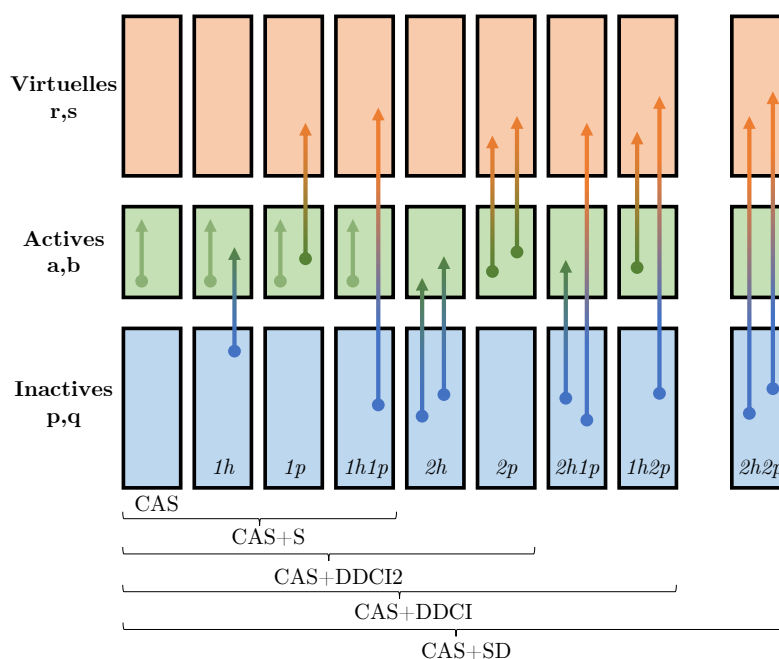 Virtuelles
r,s
Actives
a,b
Inactives
p,q
1h
1p
1h1p
2h
2p
2h1p
1h2p
2h2p
CAS
CAS+S
CAS+DDCI2
CAS+DDCI
CAS+SD